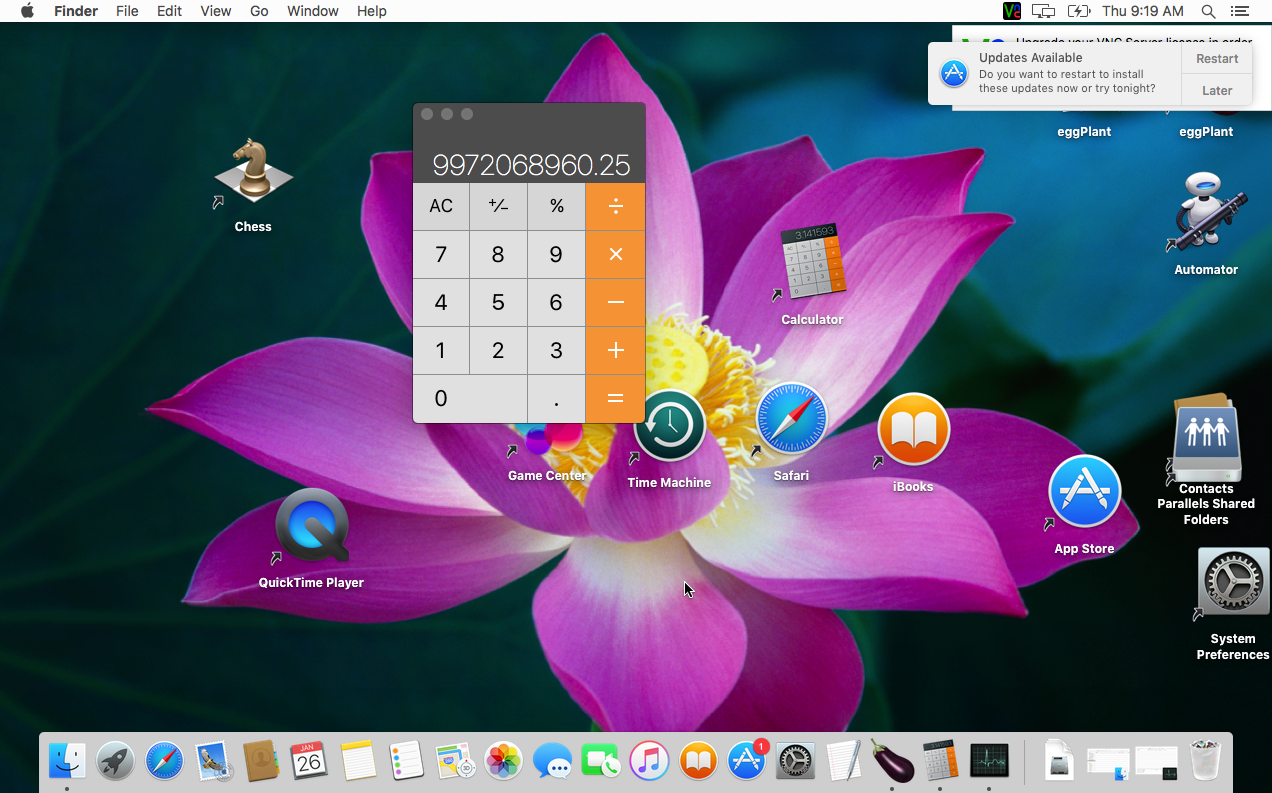 Finder File Edit View Go Window Help
Thu 9:19 AM
Upgrade your VNC Server license in order
Updates Available
Do you want to restart to install
these updates now or try tonight?
Restart
Later
eggPlant
eggPlant
9972068960.25
AC +/− % ÷
7 8 9 ×
4 5 6 −
1 2 3 +
0 . =
Chess
3.141593
Calculator
Automator
Game Center
Time Machine
Safari
iBooks
Contacts
Parallels Shared
Folders
App Store
QuickTime Player
System
Preferences
JAN
26
1